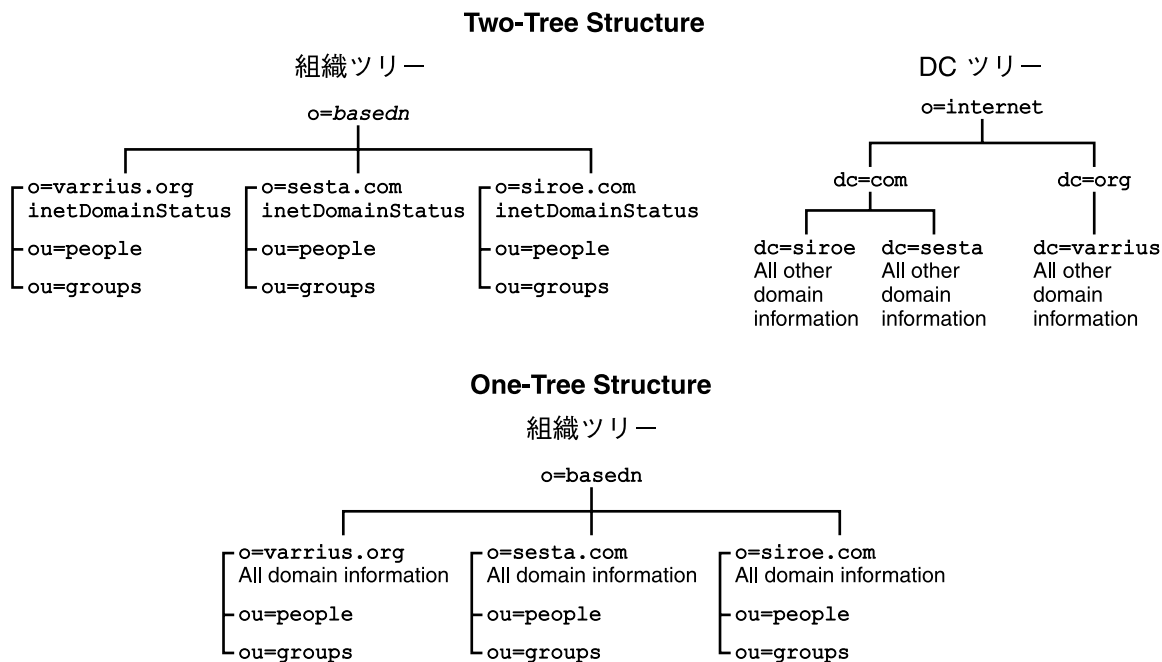 Two-Tree Structure
組織ツリー
o=basedn
o=varrius.org
inetDomainStatus
ou=people
ou=groups
o=sesta.com
inetDomainStatus
ou=people
ou=groups
o=siroe.com
inetDomainStatus
ou=people
ou=groups
DC ツリー
o=internet
dc=com
dc=org
dc=siroe
All other
domain
information
dc=sesta
All other
domain
information
dc=varrius
All other
domain
information
One-Tree Structure
組織ツリー
o=basedn
o=varrius.org
All domain information
ou=people
ou=groups
o=sesta.com
All domain information
ou=people
ou=groups
o=siroe.com
All domain information
ou=people
ou=groups